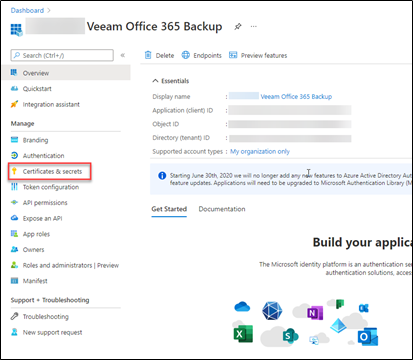 Dashboard >
Veeam Office 365 Backup
Search (Ctrl+/)
Overview
Quickstart
Integration assistant
Manage
Branding
Authentication
Certificates & secrets
Token configuration
API permissions
Expose an API
App roles
Owners
Roles and administrators | Preview
Manifest
Support + Troubleshooting
Troubleshooting
New support request
Delete
Endpoints
Preview features
Essentials
Display name : Veeam Office 365 Backup
Application (client) ID :
Object ID :
Directory (tenant) ID :
Supported account types : My organization only
Starting June 30th, 2020 we will no longer add any new features to Azure Active Directory Aut
feature updates. Applications will need to be upgraded to Microsoft Authentication Library (M
Get Started
Documentation
Build your applica
The Microsoft identity platform is an authentication ser
authentication solutions, access